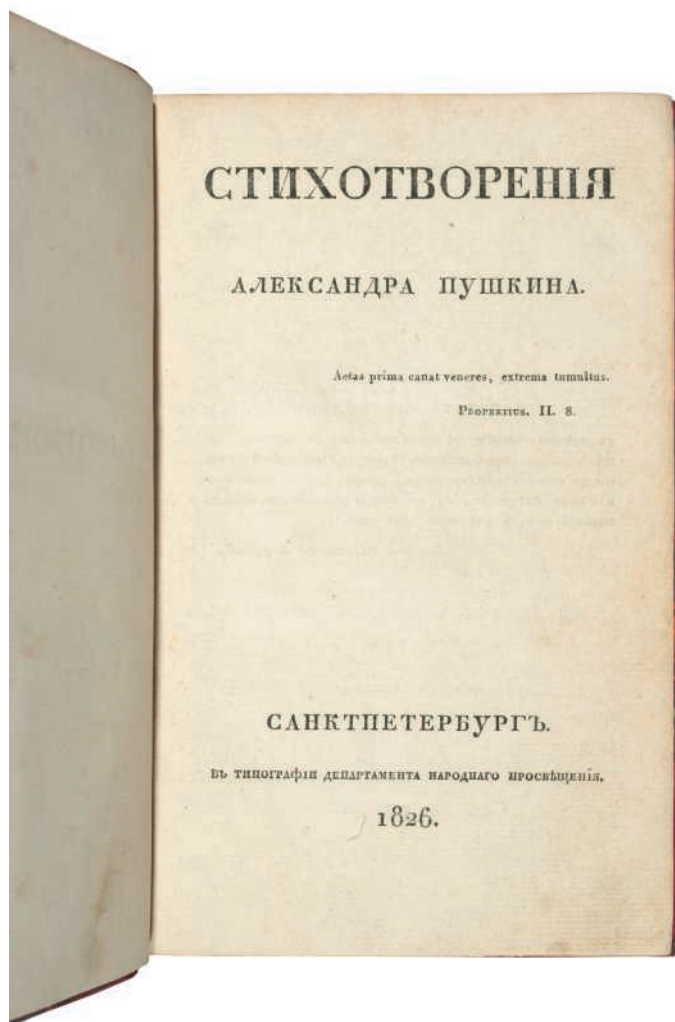 СТИХОТВОРЕНІЯ
АЛЕКСАНДРА ПУШКИНА.
Aetas prima canat veneres, extrema tumultus.
Propertius. II. 8.
САНКТПЕТЕРБУРГЪ.
ВЪ ТИПОГРАФІИ ДЕПАРТАМЕНТА НАРОДНАГО ПРОСВѢЩЕНІЯ.
1826.